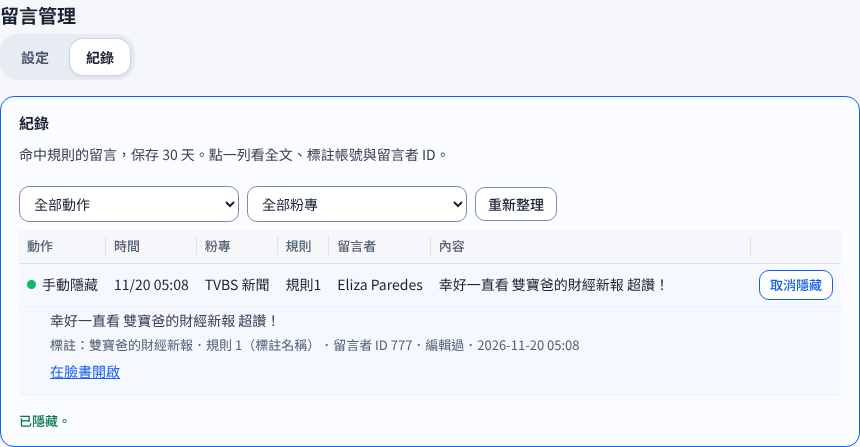 留言管理
設定 紀錄
紀錄
命中規則的留言，保存 30 天。點一列看全文、標註帳號與留言者 ID。
全部動作 全部粉專 重新整理
動作 時間 粉專 規則 留言者 內容
手動隱藏 11/20 05:08 TVBS 新聞 規則1 Eliza Paredes 幸好一直看 雙寶爸的財經新報 超讚！ 取消隱藏
幸好一直看 雙寶爸的財經新報 超讚！
標註：雙寶爸的財經新報・規則 1（標註名稱）・留言者 ID 777・編輯過・2026-11-20 05:08
在臉書開啟
已隱藏。